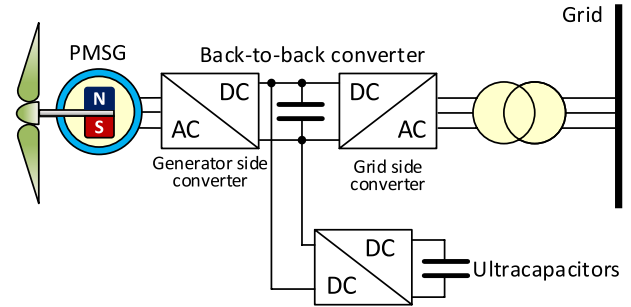 Grid
PMSG
Back-to-back converter
N
S
DC
AC
DC
AC
Generator side
converter
Grid side
converter
DC
DC
Ultracapacitors